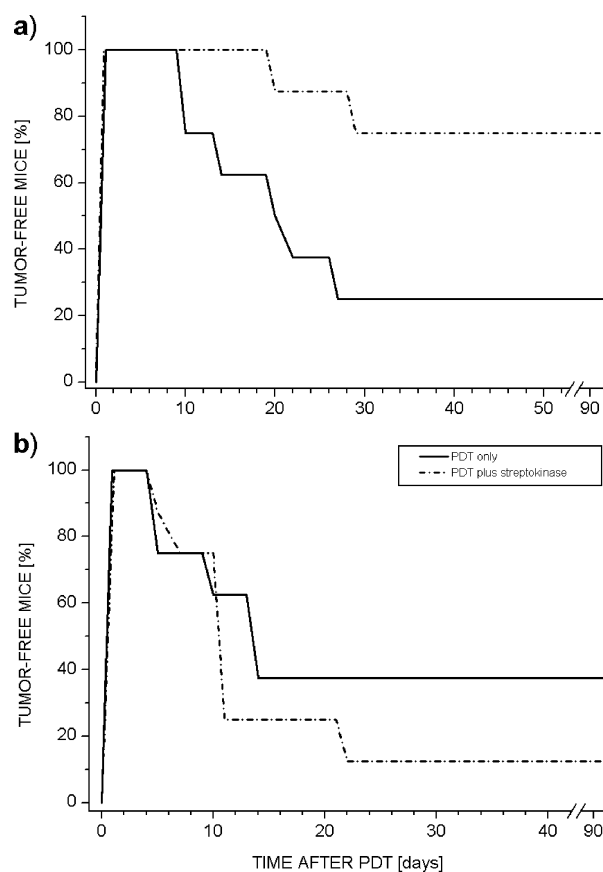 a)
TUMOR-FREE MICE [%]
100
80
60
40
20
0
0 10 20 30 40 50 90
b)
PDT only
PDT plus streptokinase
TUMOR-FREE MICE [%]
100
80
60
40
20
0
0 10 20 30 40 90
TIME AFTER PDT [days]